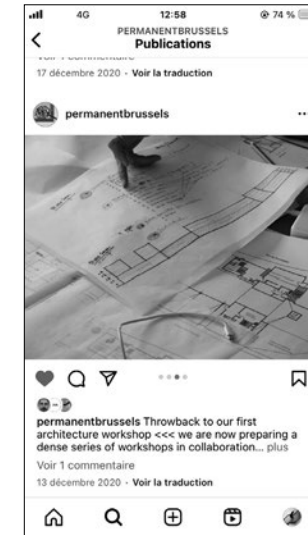 4G 12:58 74 %
PERMANENTBRUSSELS
Publications
17 décembre 2020 · Voir la traduction
permanentbrussels
permanentbrussels Throwback to our first
architecture workshop <<< we are now preparing a
dense series of workshops in collaboration... plus
Voir 1 commentaire
13 décembre 2020 · Voir la traduction